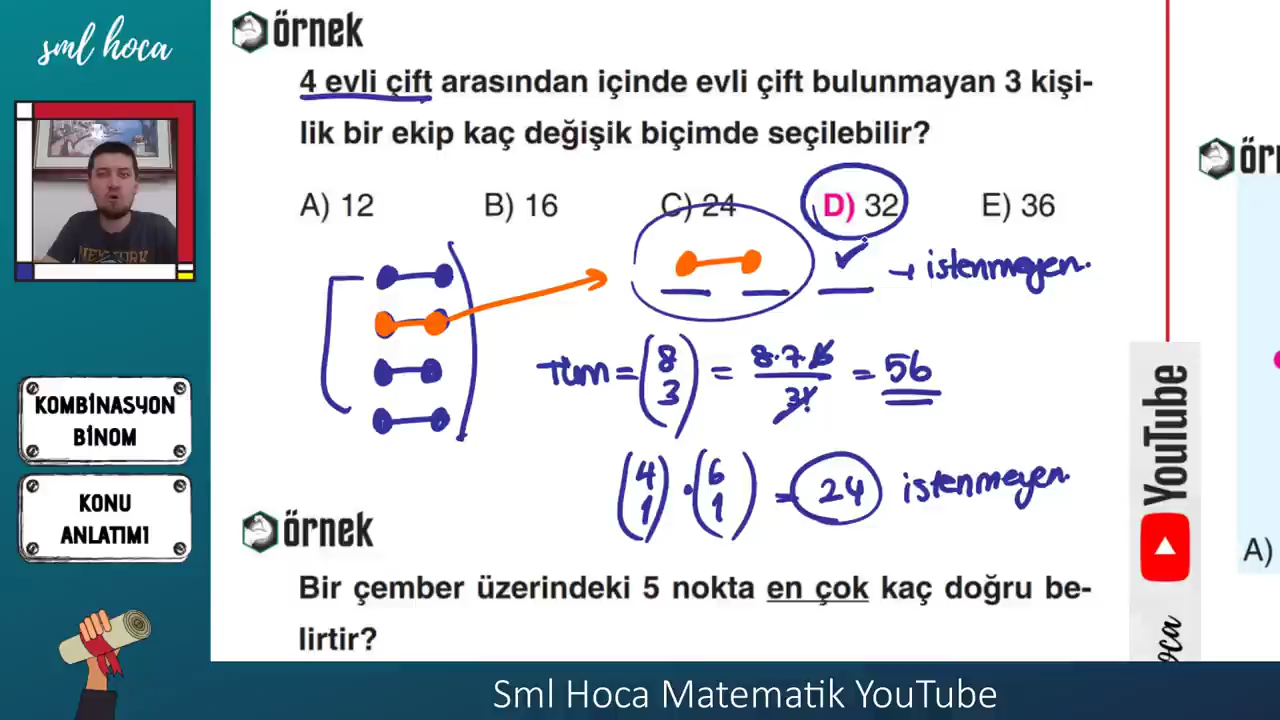 sml hoca
örnek
4 evli çift arasından içinde evli çift bulunmayan 3 kişi-
lik bir ekip kaç değişik biçimde seçilebilir?
A) 12 B) 16 C) 24 D) 32 E) 36
→ istenmeyen.
Tüm = (8 3) = 8.7.6 / 3! = 56
(4 1) . (6 1) = 24 istenmeyen.
KOMBİNASYON
BİNOM
KONU
ANLATIMI
örnek
Bir çember üzerindeki 5 nokta en çok kaç doğru be-
lirtir?
YouTube
hoca
ör
A)
Sml Hoca Matematik YouTube